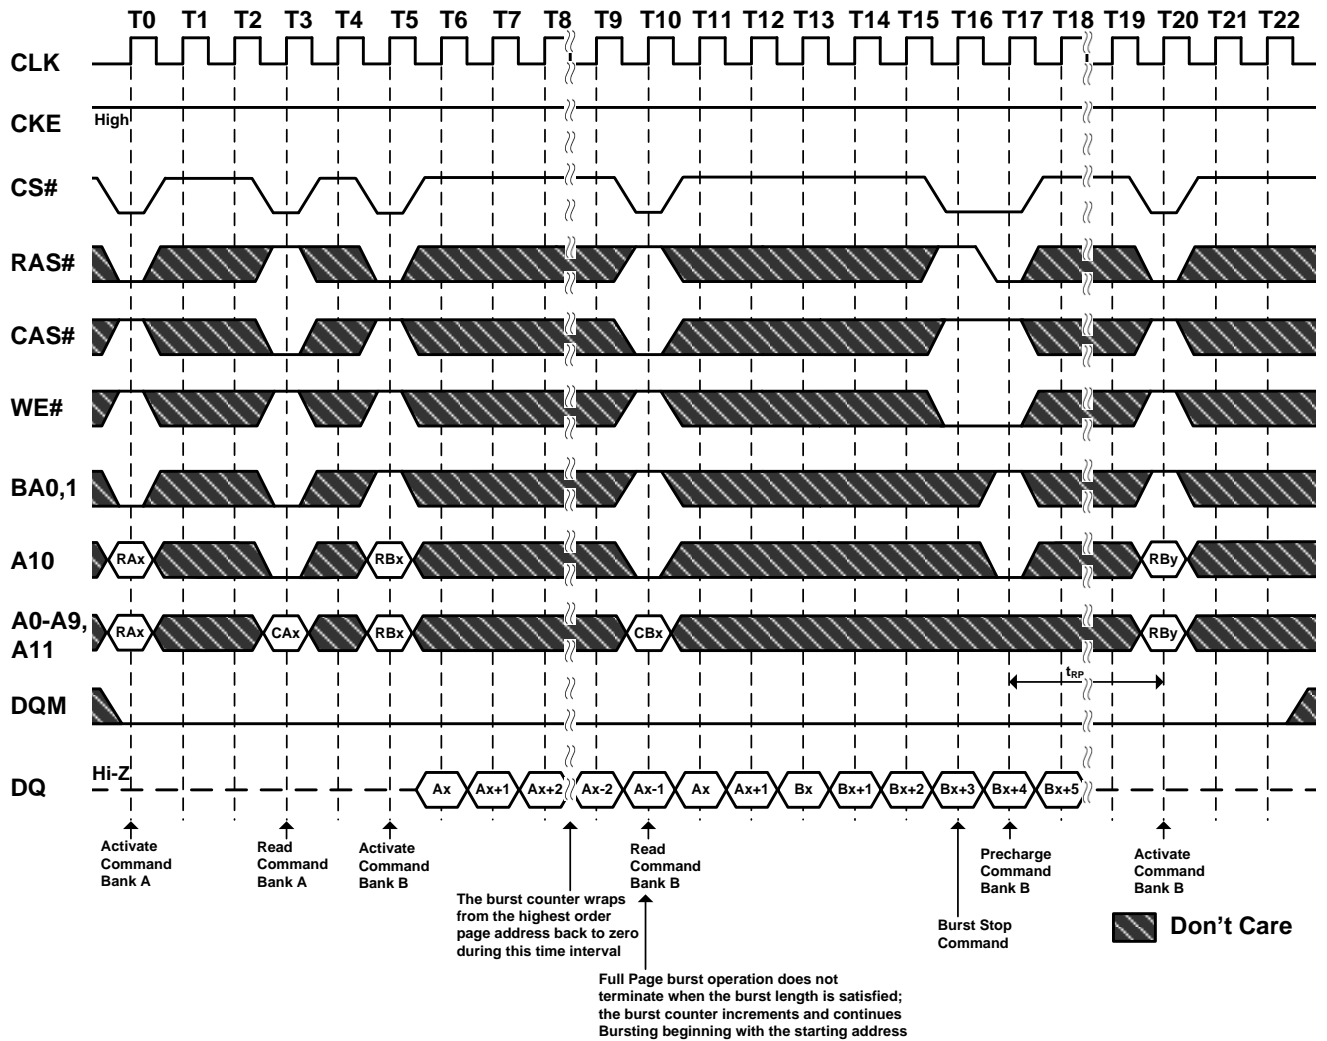 T0 T1 T2 T3 T4 T5 T6 T7 T8 T9 T10 T11 T12 T13 T14 T15 T16 T17 T18 T19 T20 T21 T22
CLK
CKE High
CS#
RAS#
CAS#
WE#
BA0,1
A10 RAx RBx RBy
A0-A9,
A11 RAx CAx RBx CBx RBy
tRP
DQM
Hi-Z
DQ Ax Ax+1 Ax+2 Ax-2 Ax-1 Ax Ax+1 Bx Bx+1 Bx+2 Bx+3 Bx+4 Bx+5
Activate
Command
Bank A
Read
Command
Bank A
Activate
Command
Bank B
The burst counter wraps
from the highest order
page address back to zero
during this time interval
Read
Command
Bank B
Full Page burst operation does not
terminate when the burst length is satisfied;
the burst counter increments and continues
Bursting beginning with the starting address
Burst Stop
Command
Precharge
Command
Bank B
Activate
Command
Bank B
Don't Care